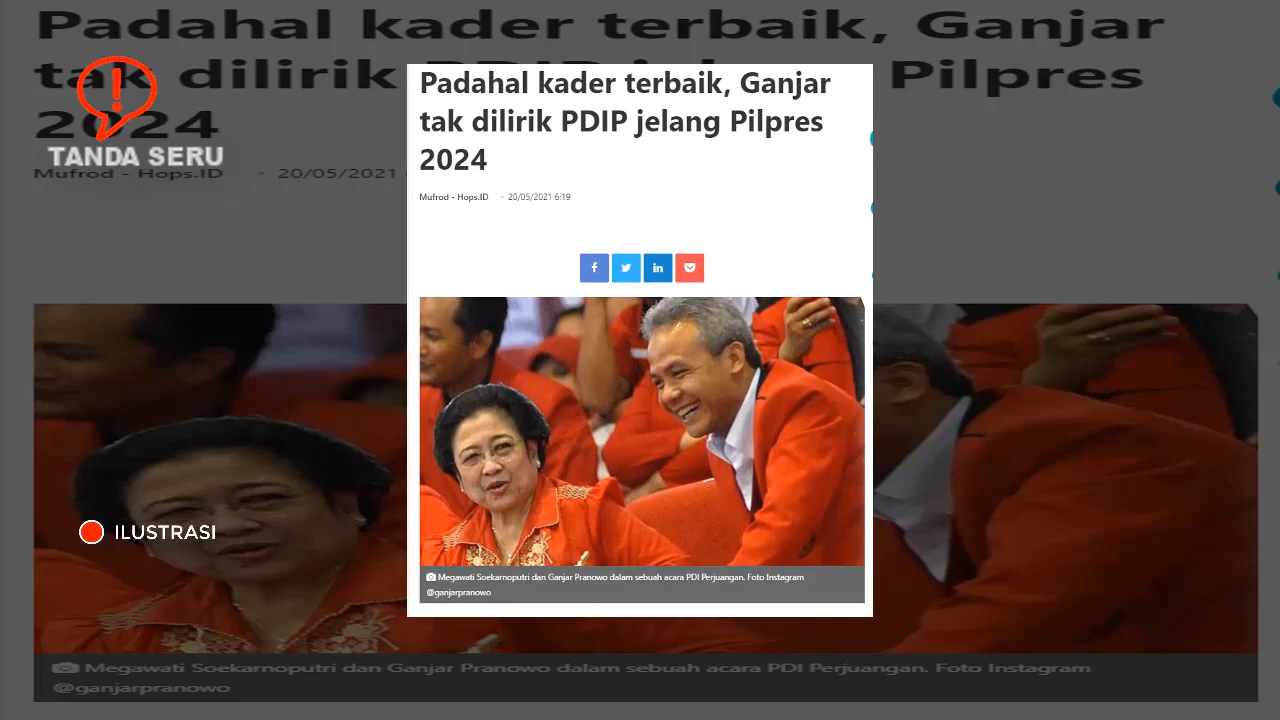 Padahal kader terbaik, Ganjar
tak dilirik PDIP jelang Pilpres
2024
TANDA SERU
Mufrod - Hops.ID - 20/05/2021 6
Padahal kader terbaik, Ganjar
tak dilirik PDIP jelang Pilpres
2024
Mufrod - Hops.ID - 20/05/2021 6:19
ILUSTRASI
Megawati Soekarnoputri dan Ganjar Pranowo dalam sebuah acara PDI Perjuangan. Foto Instagram
@ganjarpranowo
Megawati Soekarnoputri dan Ganjar Pranowo dalam sebuah acara PDI Perjuangan. Foto Instagram
@ganjarpranowo